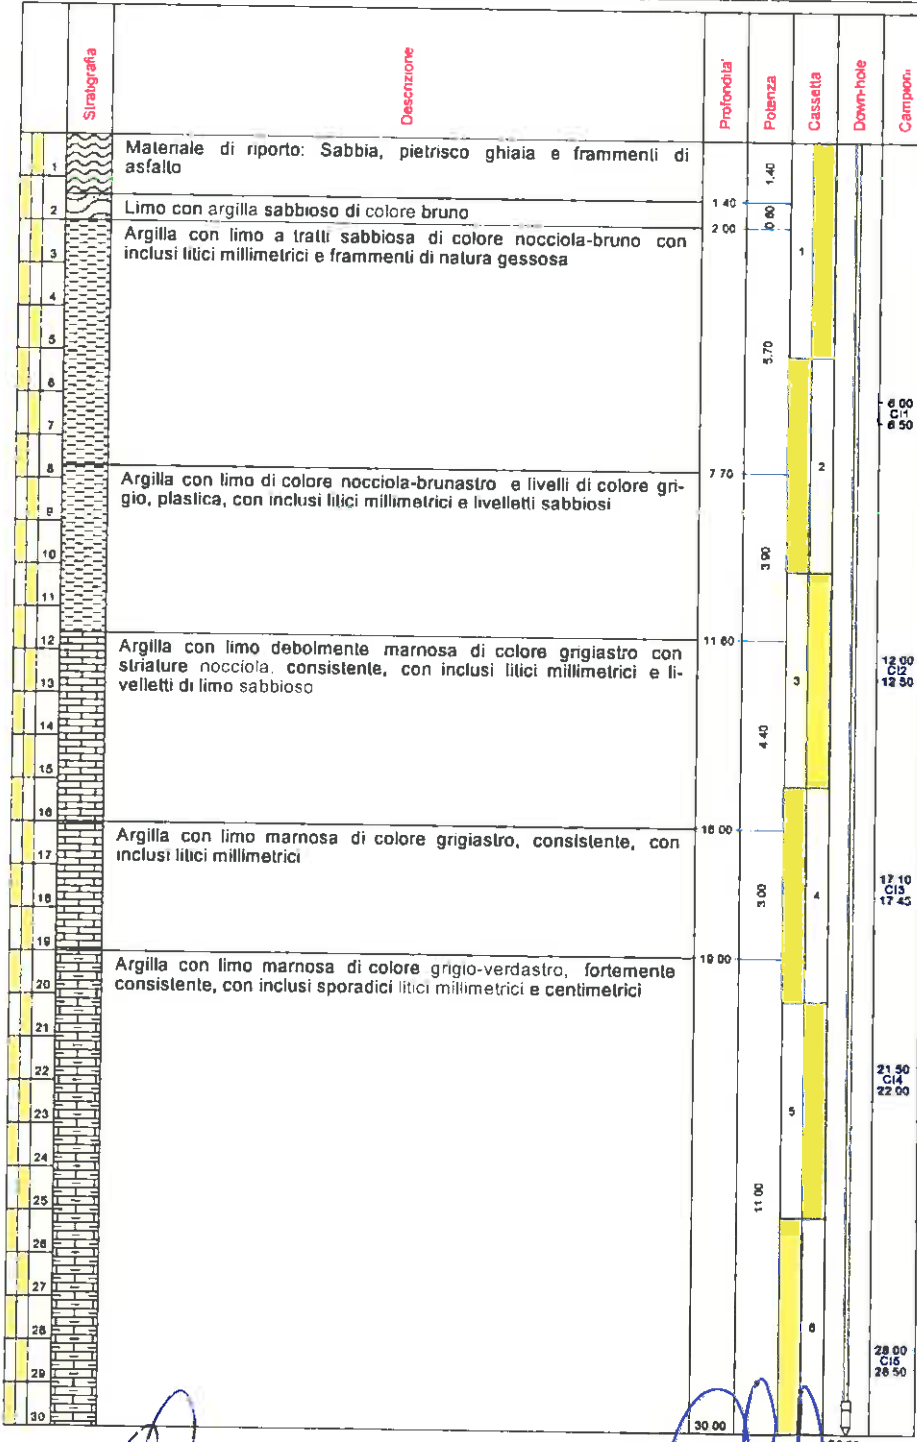 Stratigrafia
Descrizione
Profondita'
Potenza
Cassetta
Down-hole
Campioni
1
2
3
4
5
6
7
8
9
10
11
12
13
14
15
16
17
18
19
20
21
22
23
24
25
26
27
28
29
30
Materiale di riporto: Sabbia, pietrisco ghiaia e frammenti di
asfalto
Limo con argilla sabbioso di colore bruno
Argilla con limo a tratti sabbiosa di colore nocciola-bruno con
inclusi litici millimetrici e frammenti di natura gessosa
Argilla con limo di colore nocciola-brunastro e livelli di colore gri-
gio, plastica, con inclusi litici millimetrici e livelletti sabbiosi
Argilla con limo debolmente marnosa di colore grigiastro con
striature nocciola, consistente, con inclusi litici millimetrici e li-
velletti di limo sabbioso
Argilla con limo marnosa di colore grigiastro, consistente, con
inclusi litici millimetrici
Argilla con limo marnosa di colore grigio-verdastro, fortemente
consistente, con inclusi sporadici litici millimetrici e centimetrici
1.40
2.00
7.70
11.60
16.00
19.00
30.00
1.40
0.60
5.70
3.90
4.40
3.00
11.00
1
2
3
4
5
6
6.00
CI1
6.50
12.00
CI2
12.50
17.10
CI3
17.45
21.50
CI4
22.00
28.00
CI5
28.50